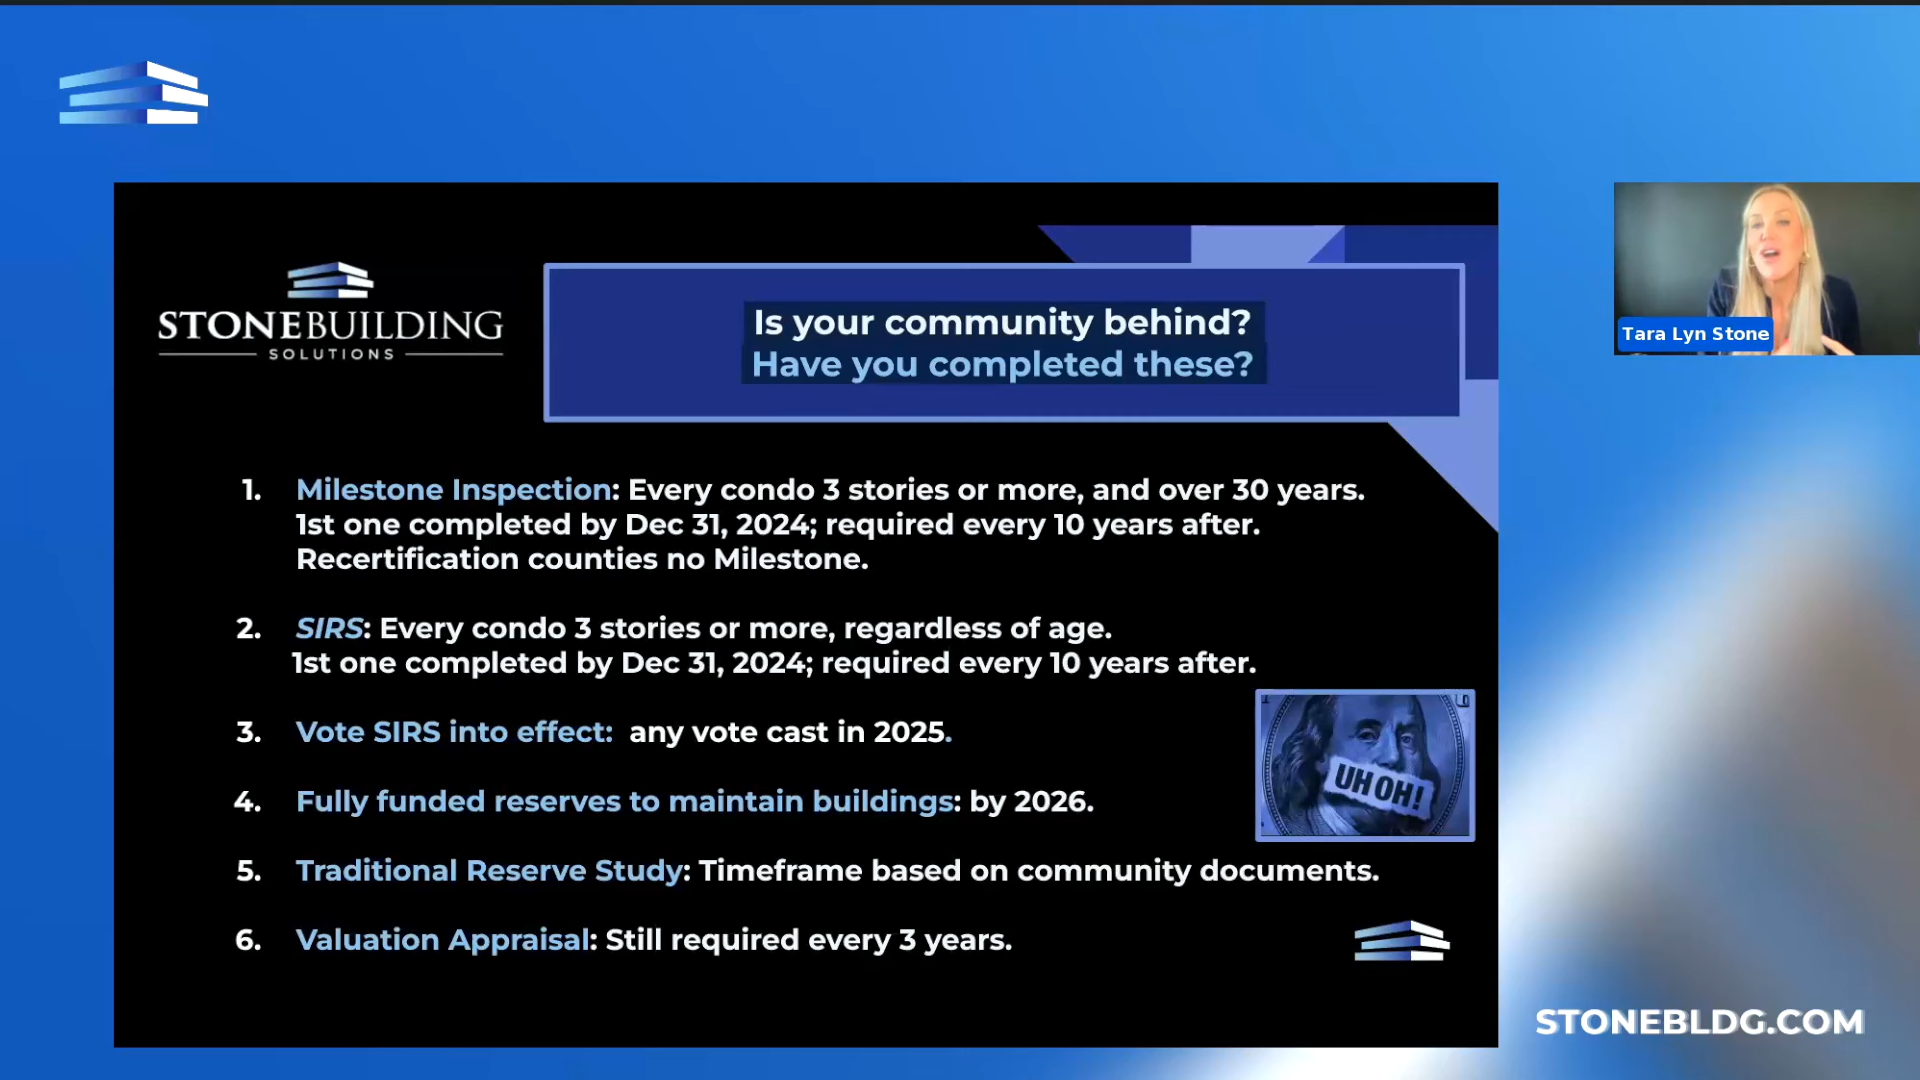 STONEBUILDING
SOLUTIONS
Is your community behind?
Have you completed these?
Tara Lyn Stone
1. Milestone Inspection: Every condo 3 stories or more, and over 30 years.
1st one completed by Dec 31, 2024; required every 10 years after.
Recertification counties no Milestone.
2. SIRS: Every condo 3 stories or more, regardless of age.
1st one completed by Dec 31, 2024; required every 10 years after.
3. Vote SIRS into effect: any vote cast in 2025.
4. Fully funded reserves to maintain buildings: by 2026.
UH OH!
5. Traditional Reserve Study: Timeframe based on community documents.
6. Valuation Appraisal: Still required every 3 years.
STONEBLDG.COM